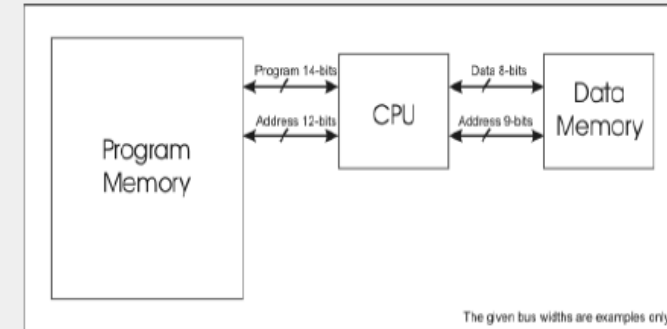 Program 14-bits
Address 12-bits
Program
Memory
CPU
Data 8-bits
Address 9-bits
Data
Memory
The given bus widths are examples only